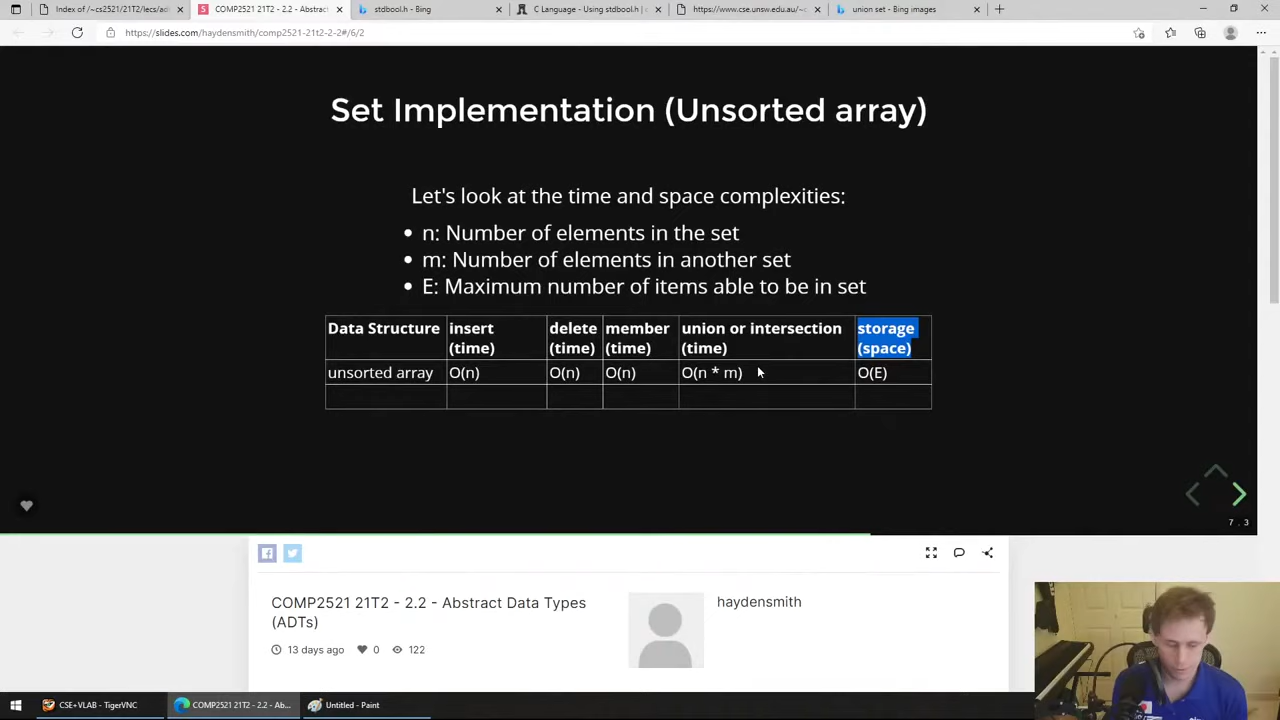 Index of /~cs2521/21T2/lecs/ad
COMP2521 21T2 - 2.2 - Abstract
stdbool.h - Bing
C Language - Using stdbool.h | c
https://www.cse.unsw.edu.au/~c
union set - Bing images
https://slides.com/haydensmith/comp2521-21t2-2-2#/6/2
Set Implementation (Unsorted array)
Let's look at the time and space complexities:
• n: Number of elements in the set
• m: Number of elements in another set
• E: Maximum number of items able to be in set
Data Structure insert (time) delete (time) member (time) union or intersection (time) storage (space)
unsorted array O(n) O(n) O(n) O(n * m) O(E)
7 . 3
COMP2521 21T2 - 2.2 - Abstract Data Types
(ADTs)
haydensmith
13 days ago 0 122
CSE+VLAB - TigerVNC
COMP2521 21T2 - 2.2 - Ab...
Untitled - Paint